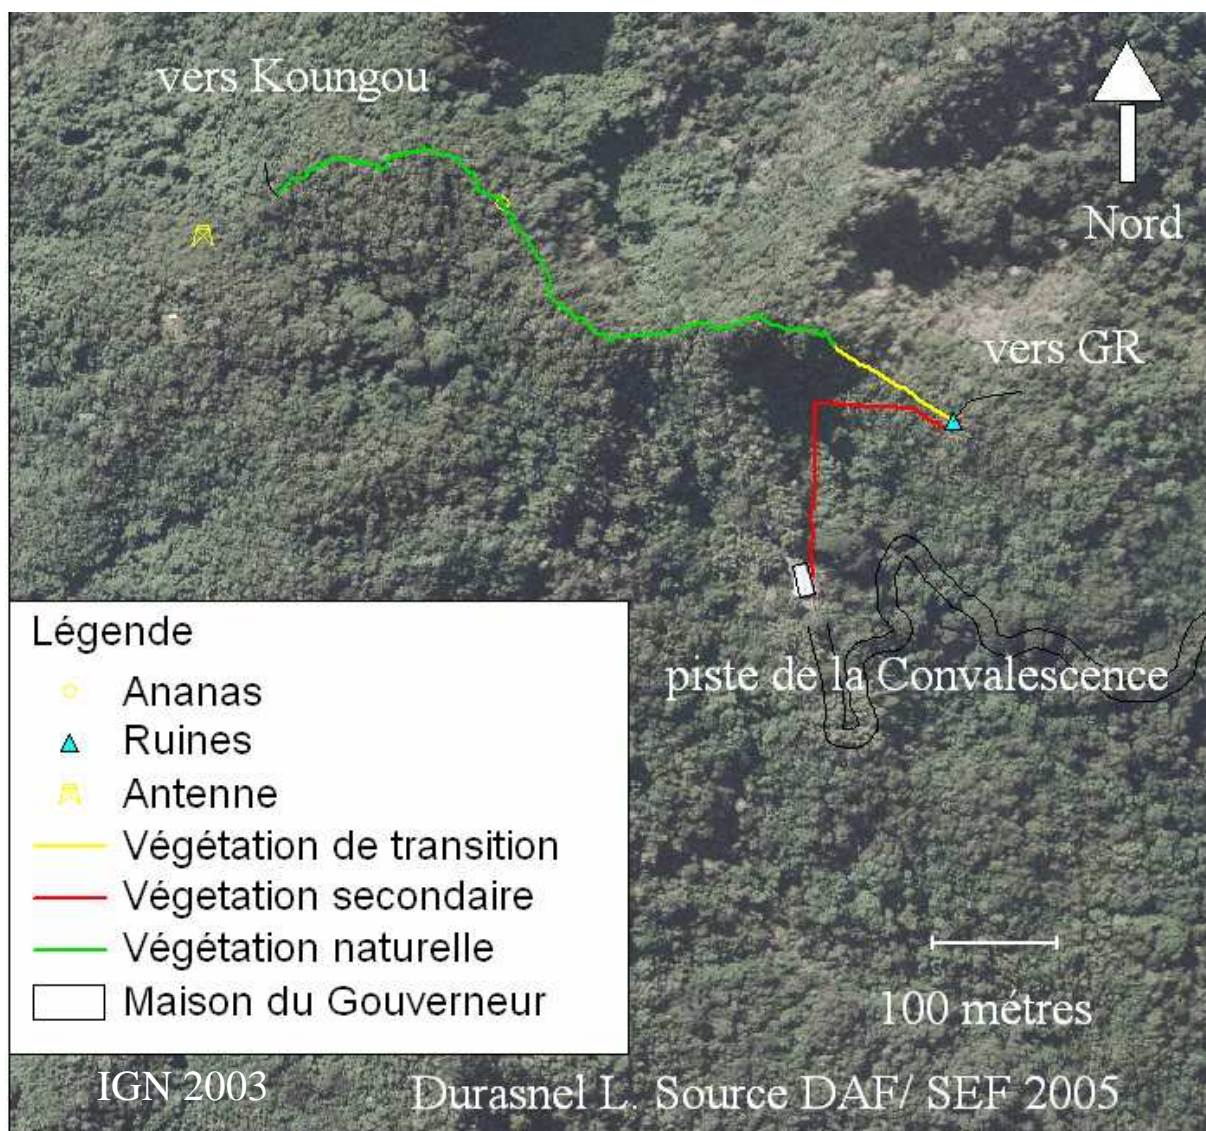 vers Koungou
Nord
vers GR
piste de la Convalescence
Légende
Ananas
Ruines
Antenne
Végétation de transition
Végetation secondaire
Végétation naturelle
Maison du Gouverneur
100 métres
IGN 2003
Durasnel L. Source DAF/ SEF 2005